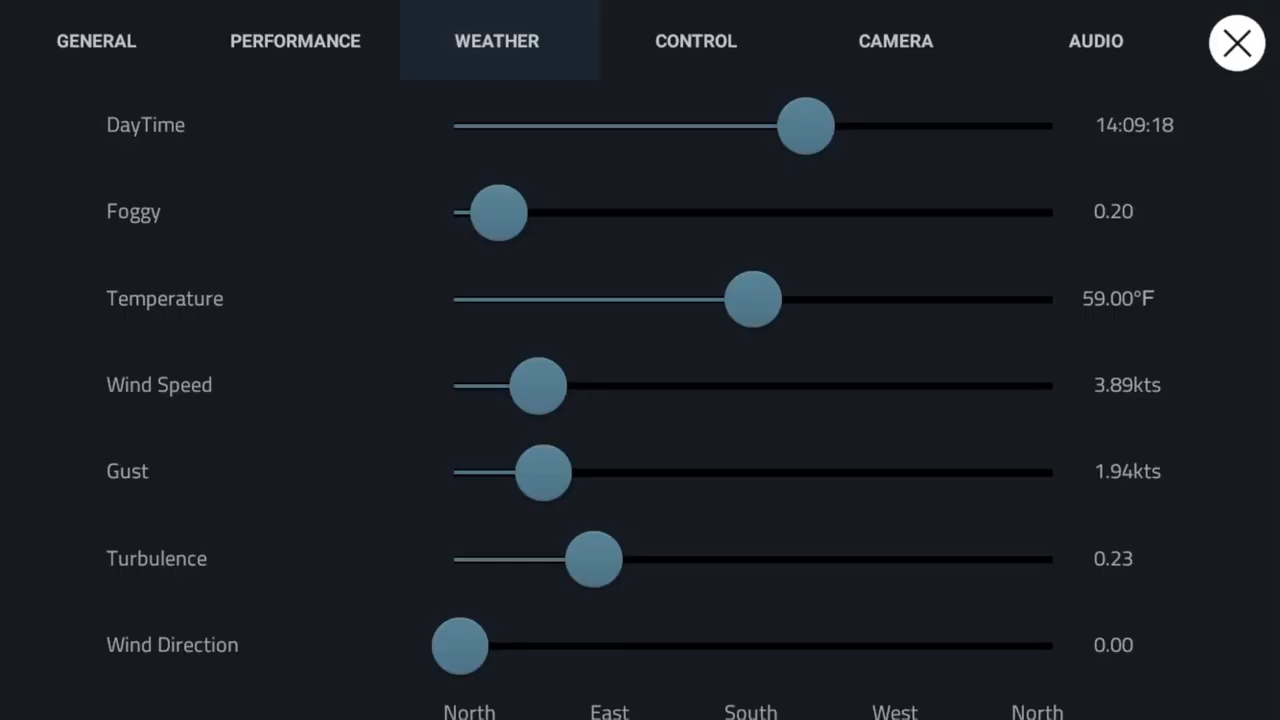 GENERAL PERFORMANCE WEATHER CONTROL CAMERA AUDIO
DayTime 14:09:18
Foggy 0.20
Temperature 59.00°F
Wind Speed 3.89kts
Gust 1.94kts
Turbulence 0.23
Wind Direction 0.00
North East South West North